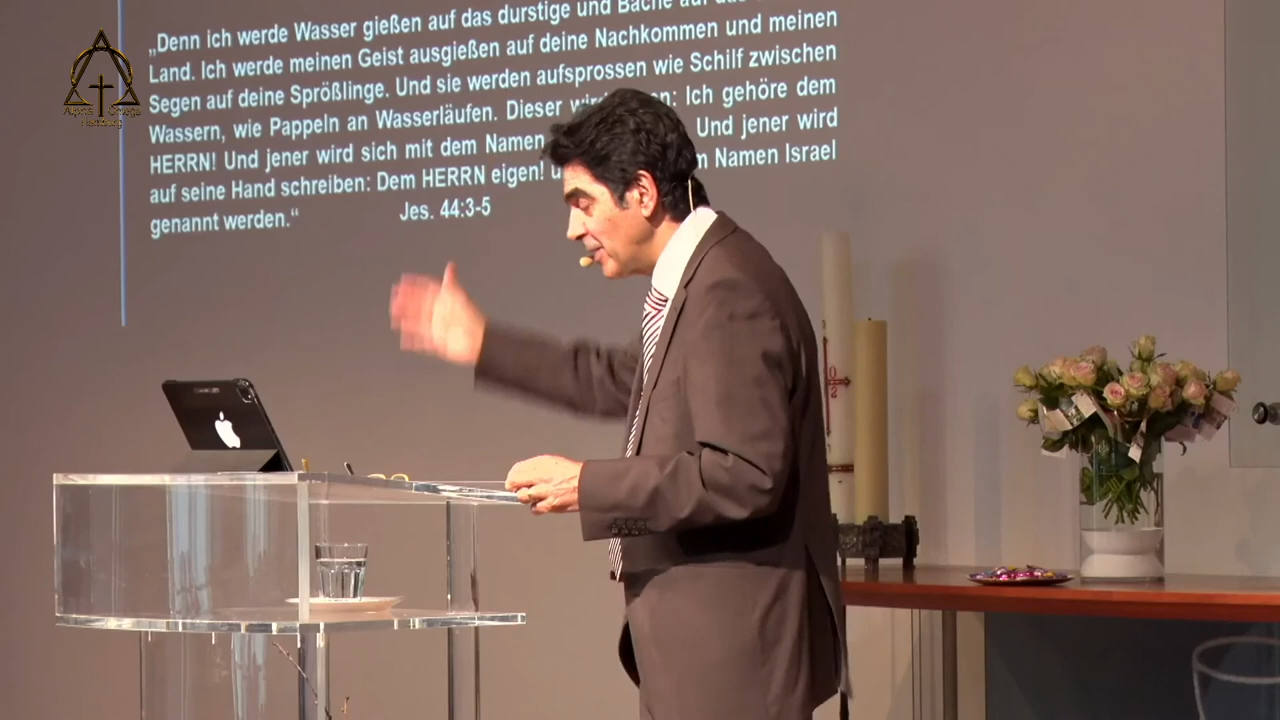 „Denn ich werde Wasser gießen auf das durstige und Bäche auf das
Land. Ich werde meinen Geist ausgießen auf deine Nachkommen und meinen
Segen auf deine Sprößlinge. Und sie werden aufsprossen wie Schilf zwischen
Wassern, wie Pappeln an Wasserläufen. Dieser : Ich gehöre dem
HERRN! Und jener wird sich mit dem Namen Und jener wird
auf seine Hand schreiben: Dem HERRN eigen! Namen Israel
genannt werden.“ Jes. 44:3-5
Alpha & Omega
Hamburg